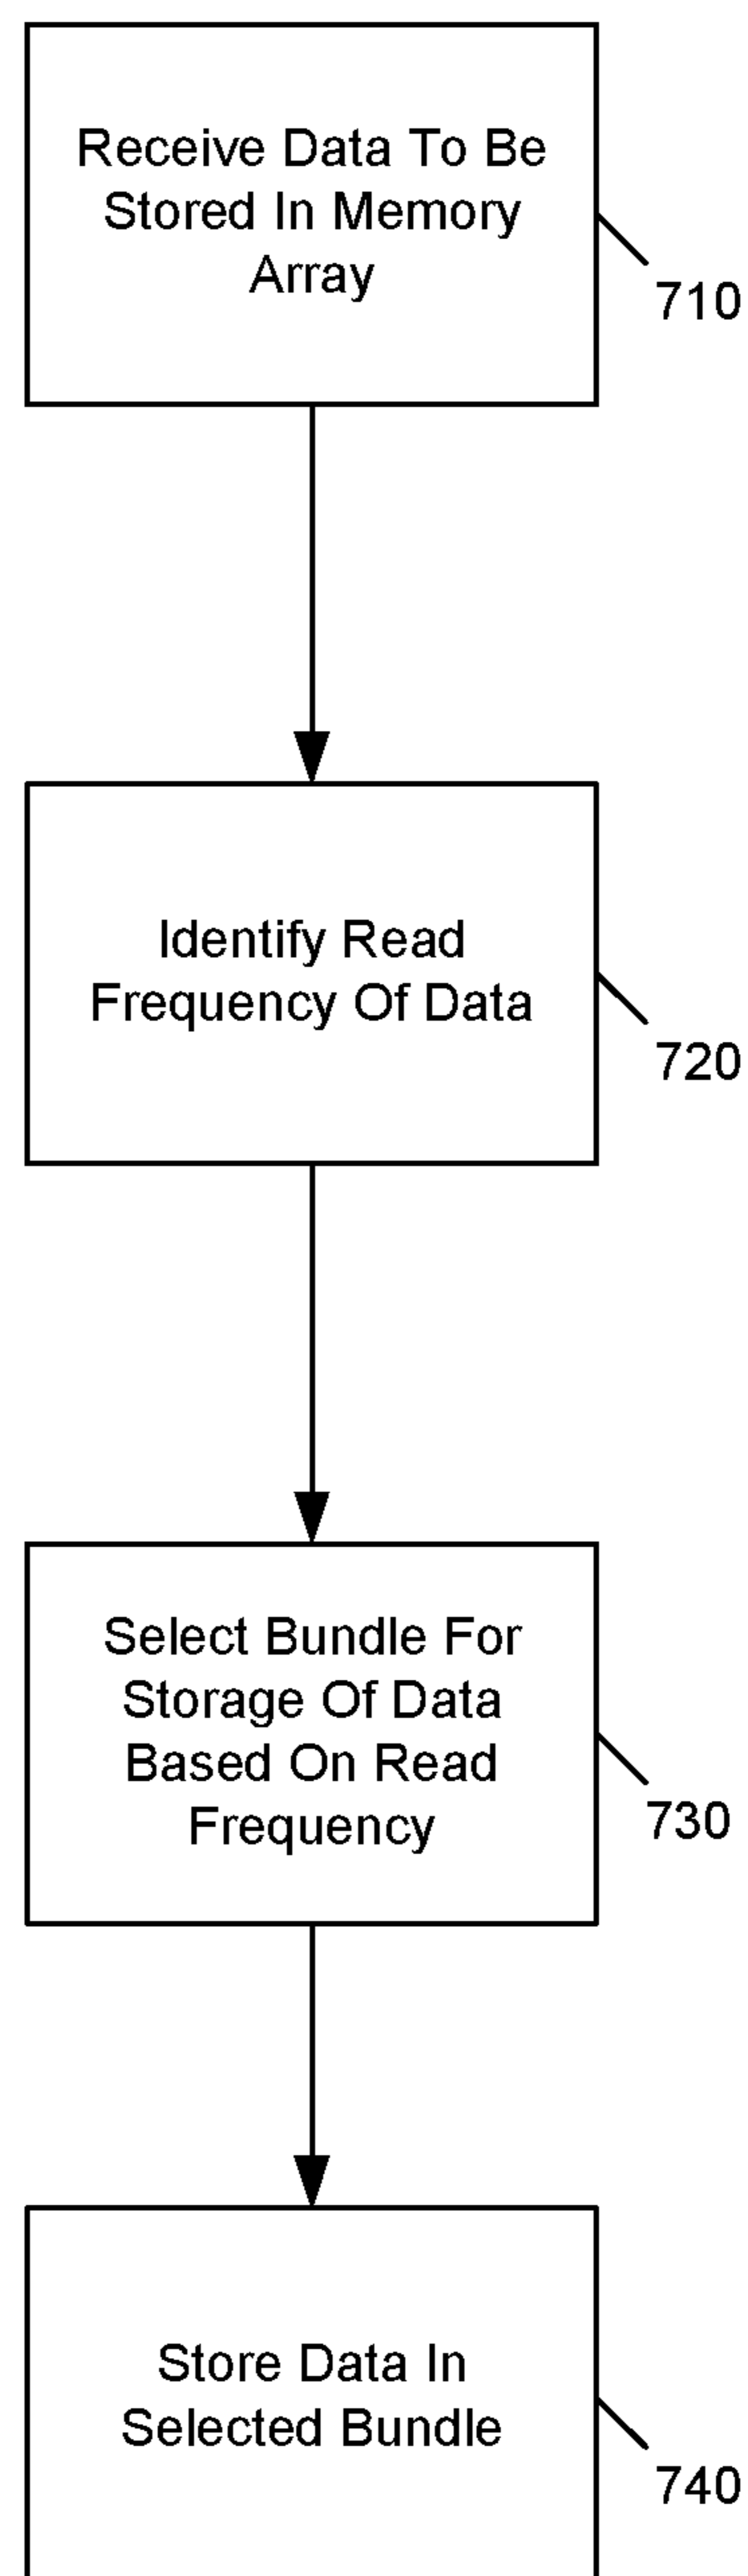 Receive Data To Be
Stored In Memory
Array
710
Identify Read
Frequency Of Data
720
Select Bundle For
Storage Of Data
Based On Read
Frequency
730
Store Data In
Selected Bundle
740